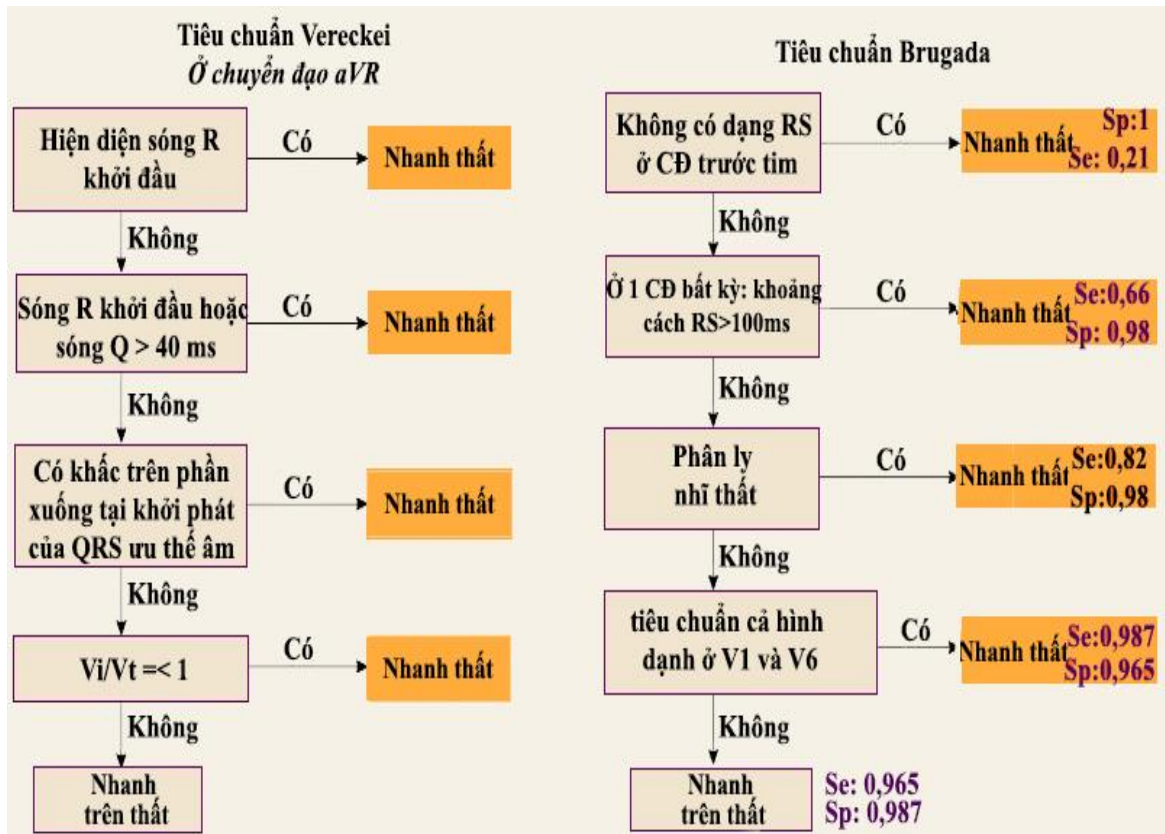 Tiêu chuẩn Vereckei
Ở chuyển đạo aVR
Hiện diện sóng R
khởi đầu
Có
Nhanh thất
Không
Sóng R khởi đầu hoặc
sóng Q > 40 ms
Có
Nhanh thất
Không
Có khấc trên phần
xuống tại khởi phát
của QRS ưu thế âm
Có
Nhanh thất
Không
Vi/Vt =< 1
Có
Nhanh thất
Không
Nhanh
trên thất
Tiêu chuẩn Brugada
Không có dạng RS
ở CĐ trước tim
Có
Nhanh thất
Sp:1
Se: 0,21
Không
Ở 1 CĐ bất kỳ: khoảng
cách RS>100ms
Có
Nhanh thất
Se:0,66
Sp: 0,98
Không
Phân ly
nhĩ thất
Có
Nhanh thất
Se:0,82
Sp:0,98
Không
tiêu chuẩn cả hình
dạnh ở V1 và V6
Có
Nhanh thất
Se:0,987
Sp:0,965
Không
Nhanh
trên thất
Se: 0,965
Sp: 0,987